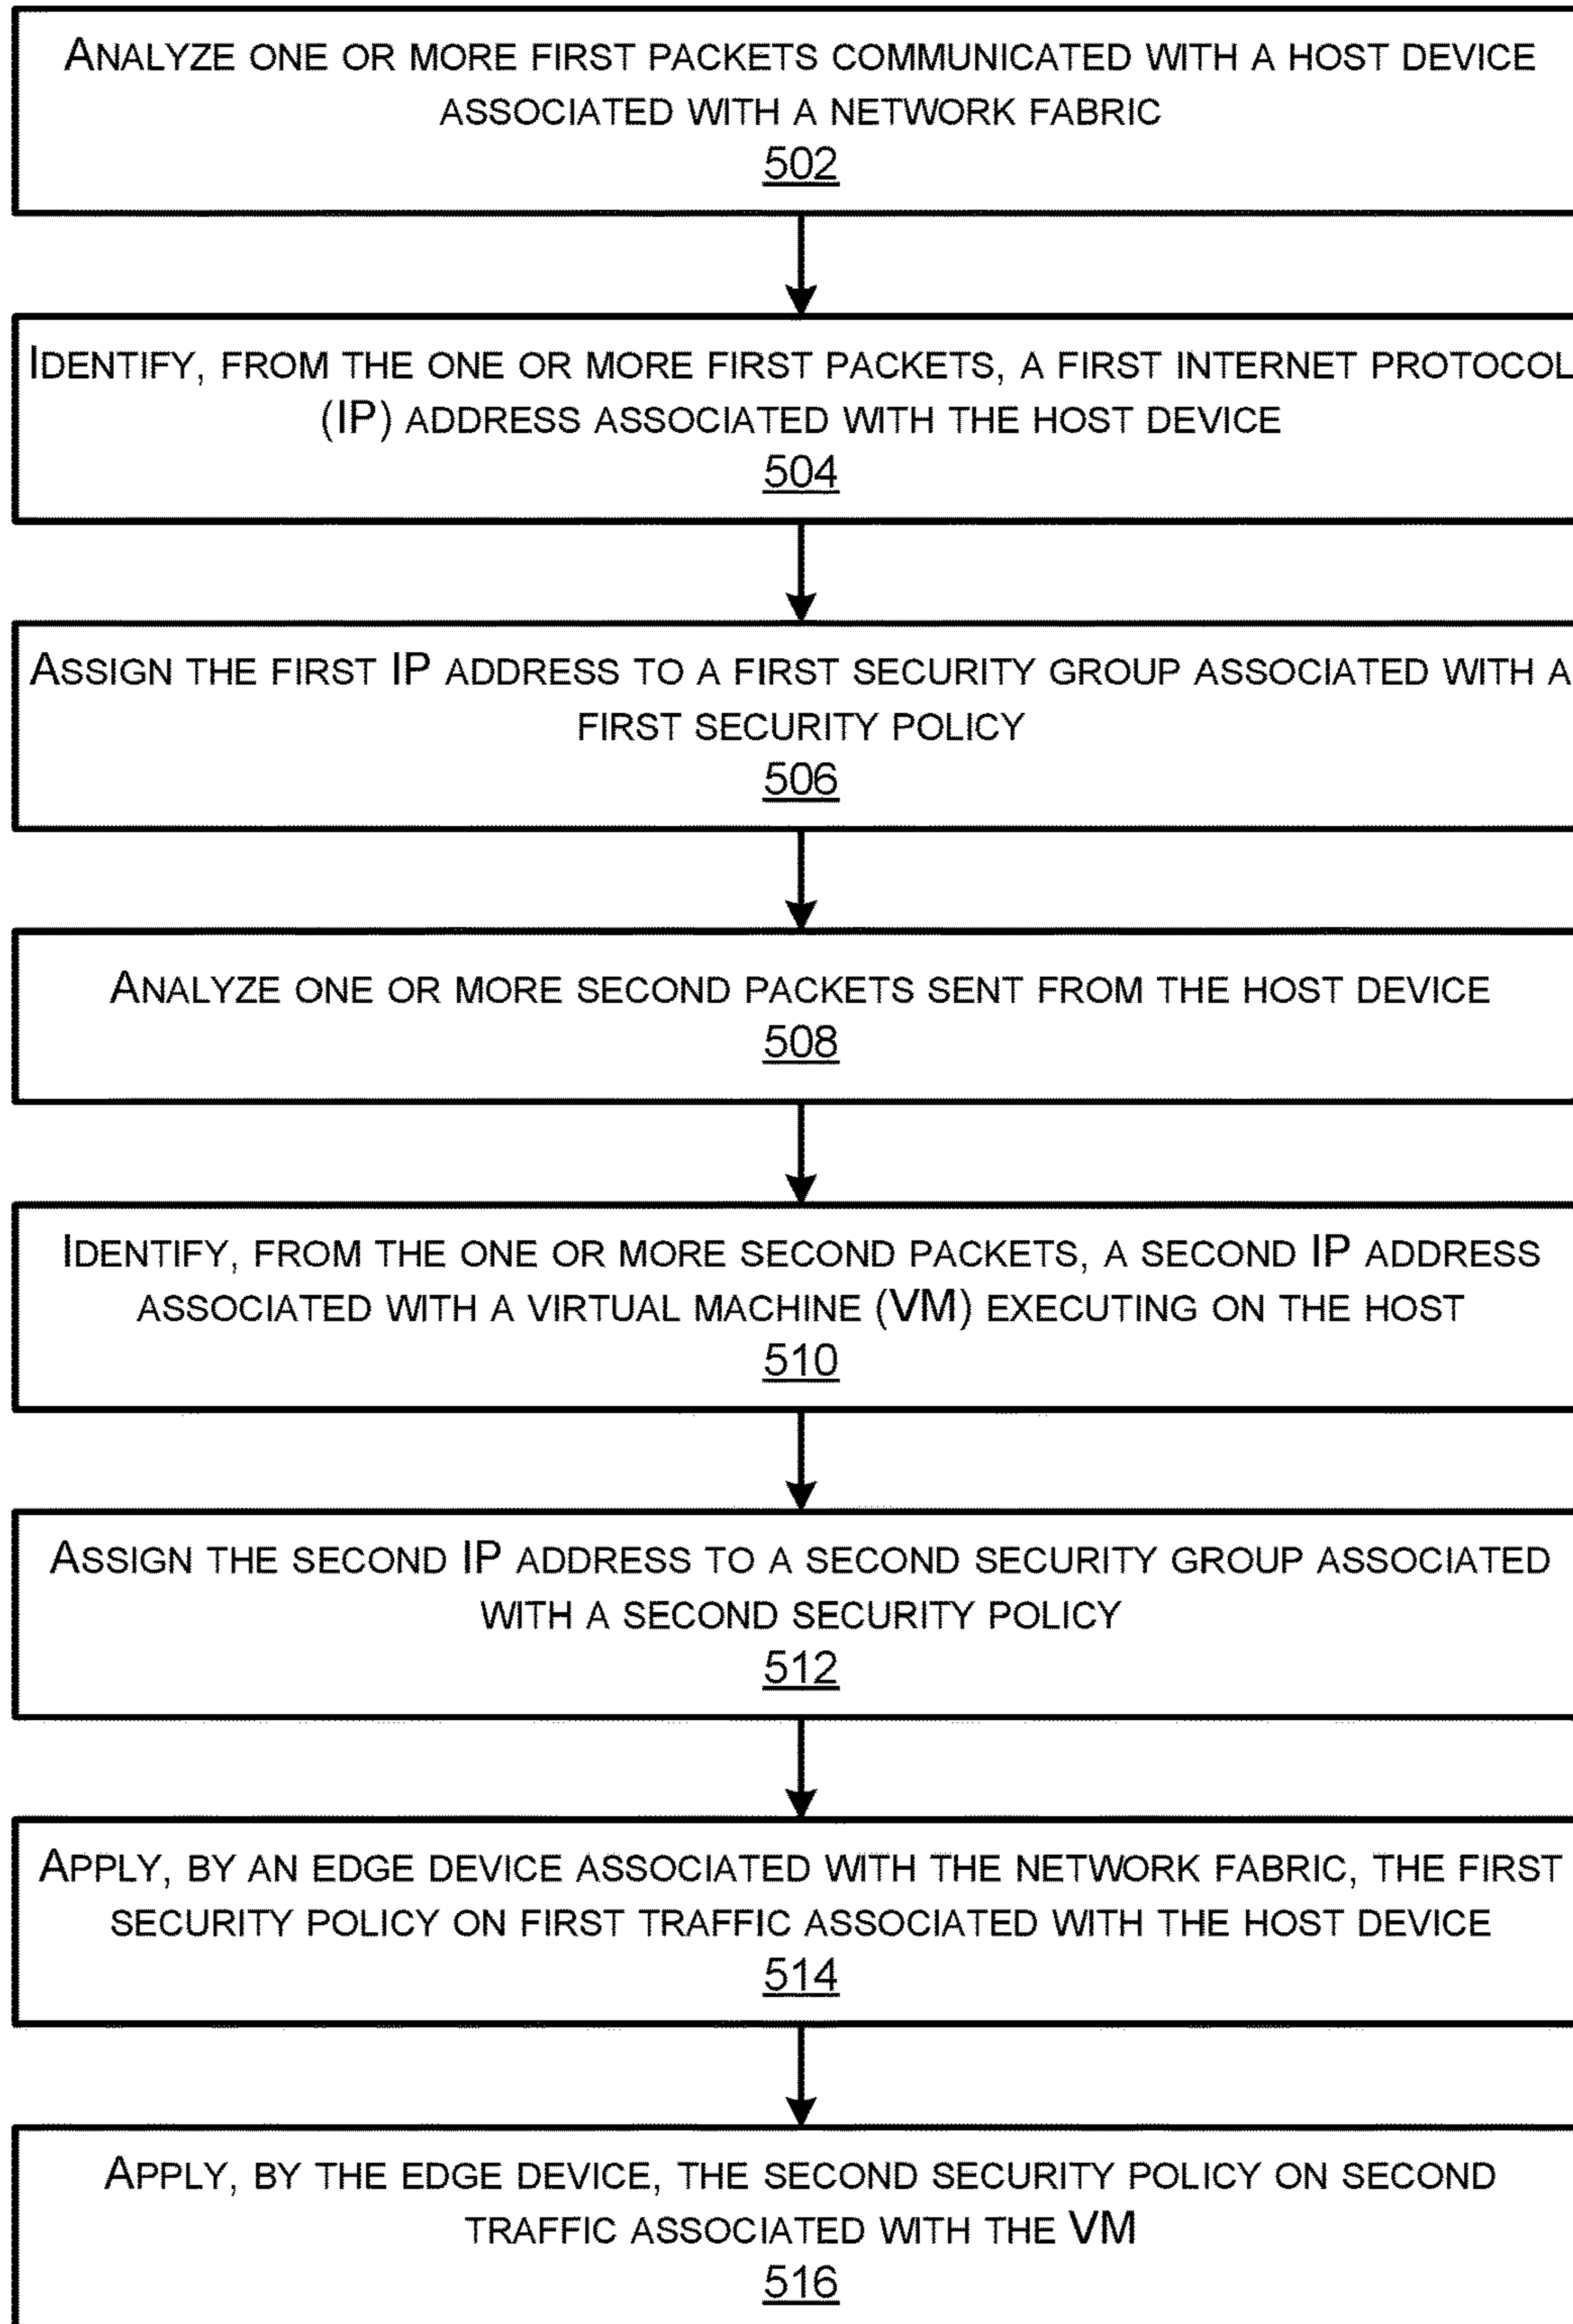 ANALYZE ONE OR MORE FIRST PACKETS COMMUNICATED WITH A HOST DEVICE
ASSOCIATED WITH A NETWORK FABRIC
502
IDENTIFY, FROM THE ONE OR MORE FIRST PACKETS, A FIRST INTERNET PROTOCOL
(IP) ADDRESS ASSOCIATED WITH THE HOST DEVICE
504
ASSIGN THE FIRST IP ADDRESS TO A FIRST SECURITY GROUP ASSOCIATED WITH A
FIRST SECURITY POLICY
506
ANALYZE ONE OR MORE SECOND PACKETS SENT FROM THE HOST DEVICE
508
IDENTIFY, FROM THE ONE OR MORE SECOND PACKETS, A SECOND IP ADDRESS
ASSOCIATED WITH A VIRTUAL MACHINE (VM) EXECUTING ON THE HOST
510
ASSIGN THE SECOND IP ADDRESS TO A SECOND SECURITY GROUP ASSOCIATED
WITH A SECOND SECURITY POLICY
512
APPLY, BY AN EDGE DEVICE ASSOCIATED WITH THE NETWORK FABRIC, THE FIRST
SECURITY POLICY ON FIRST TRAFFIC ASSOCIATED WITH THE HOST DEVICE
514
APPLY, BY THE EDGE DEVICE, THE SECOND SECURITY POLICY ON SECOND
TRAFFIC ASSOCIATED WITH THE VM
516